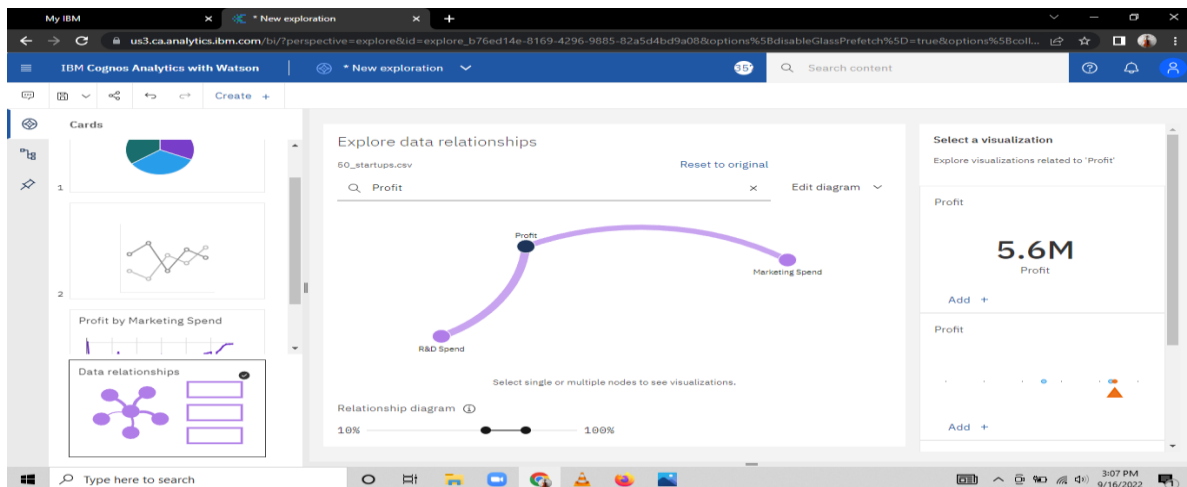 My IBM
* New exploration
us3.ca.analytics.ibm.com/bi/?perspective=explore&id=explore_b76ed14e-8169-4296-9885-82a5d4bd9a08&options%5BdisableGlassPrefetch%5D=true&options%5Bcoll...
IBM Cognos Analytics with Watson
* New exploration
Search content
Create +
Cards
1
2
Profit by Marketing Spend
Data relationships
Explore data relationships
50_startups.csv
Reset to original
Profit
Edit diagram
Profit
Marketing Spend
R&D Spend
Select single or multiple nodes to see visualizations.
Relationship diagram
10%
100%
Select a visualization
Explore visualizations related to 'Profit'
Profit
5.6M
Profit
Add +
Profit
Add +
Type here to search
3:07 PM
9/16/2022